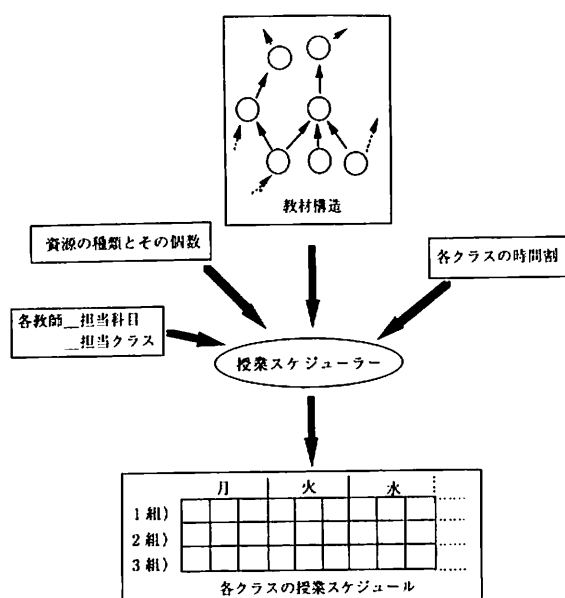 教材構造
資源の種類とその個数
各クラスの時間割
各教師__担当科目
__担当クラス
授業スケジューラー
月 火 水
1組)
2組)
3組)
各クラスの授業スケジュール